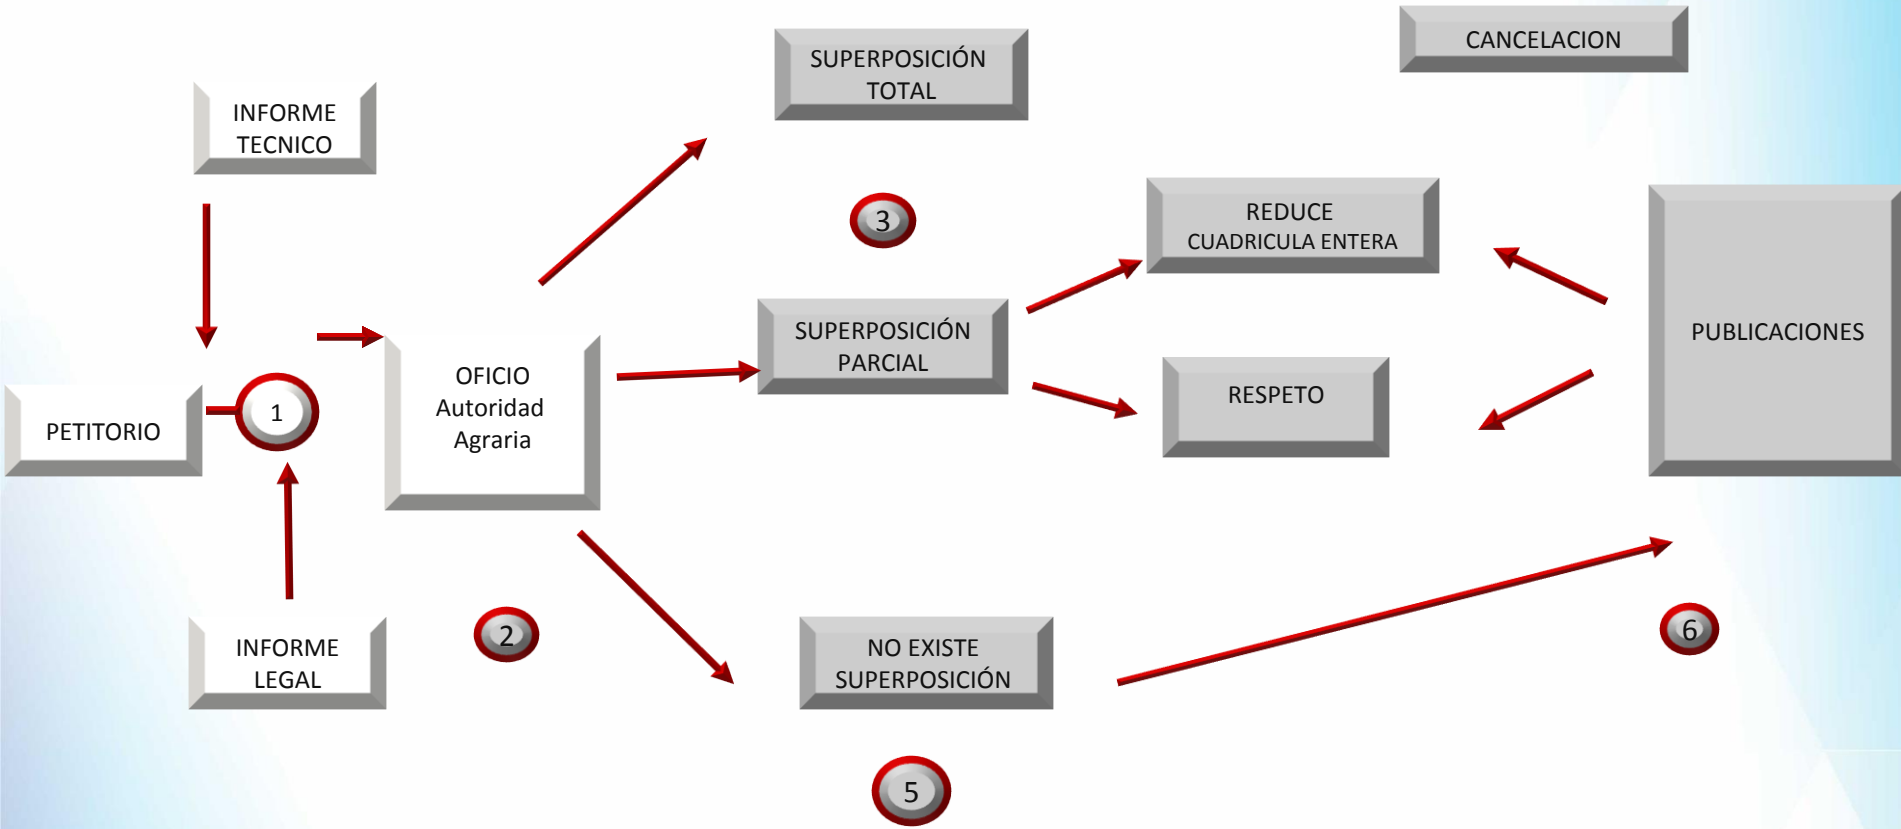 CANCELACION
SUPERPOSICIÓN
TOTAL
INFORME
TECNICO
3
REDUCE
CUADRICULA ENTERA
SUPERPOSICIÓN
PARCIAL
PUBLICACIONES
OFICIO
Autoridad
Agraria
RESPETO
1
PETITORIO
2
INFORME
LEGAL
NO EXISTE
SUPERPOSICIÓN
6
5